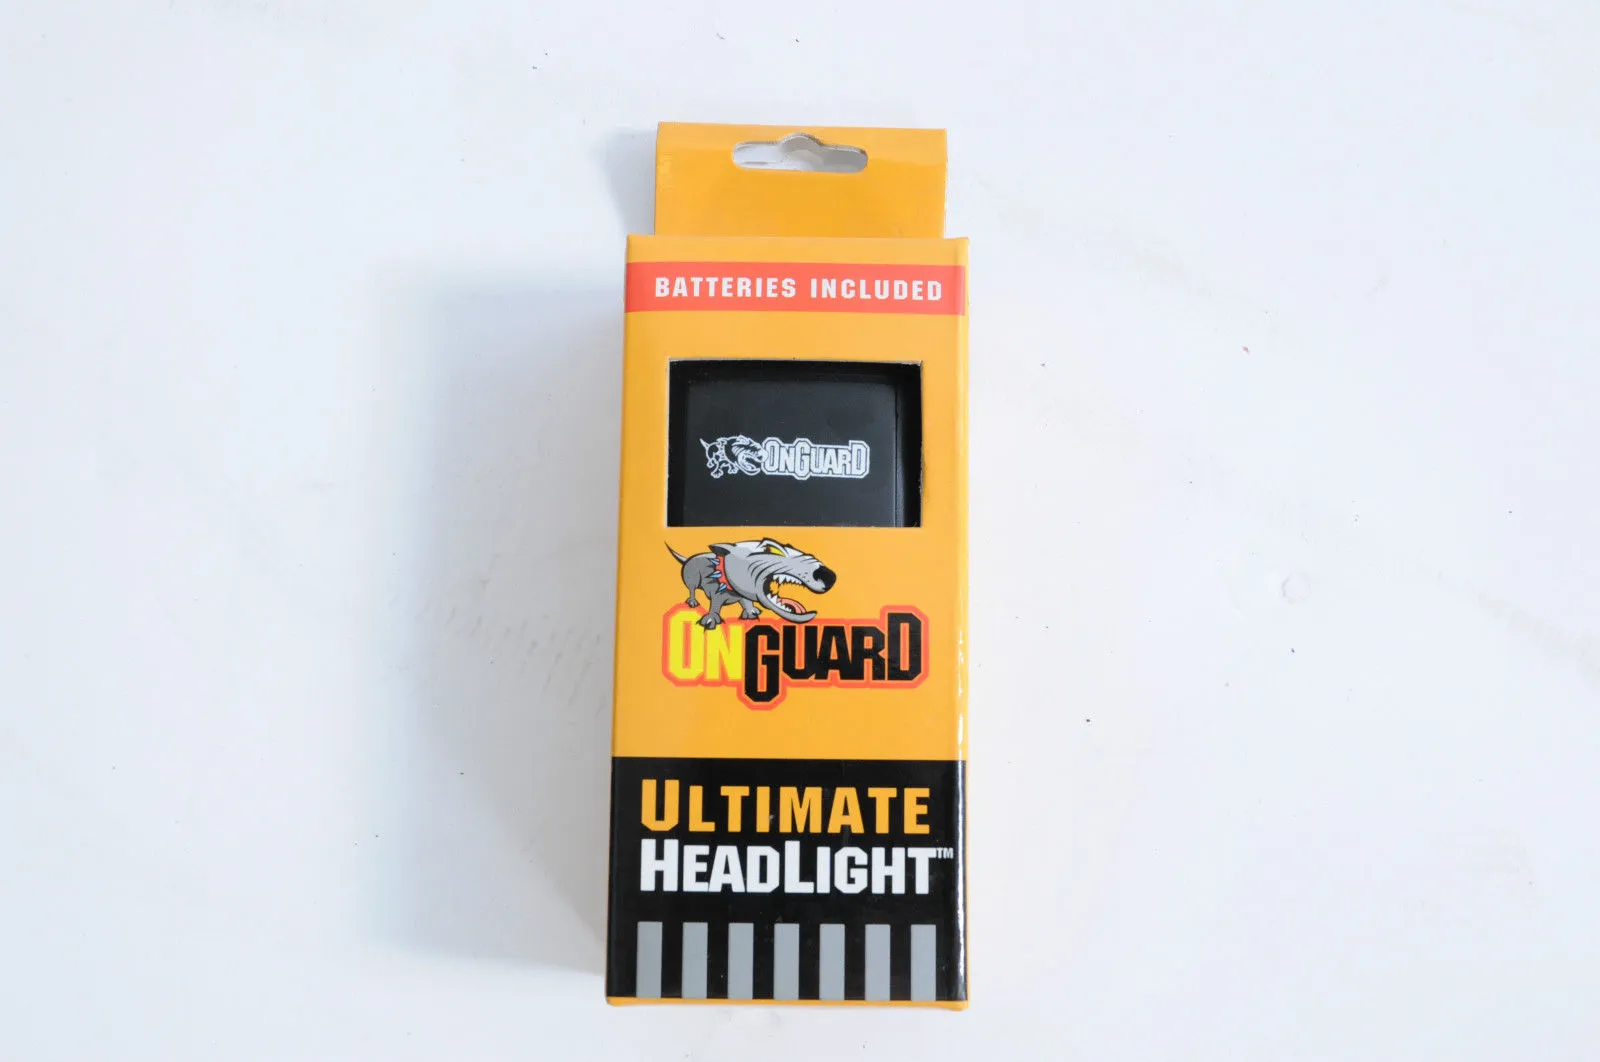 BATTERIES INCLUDED
ONGUARD
ONGUARD
ULTIMATE
HEADLIGHT™